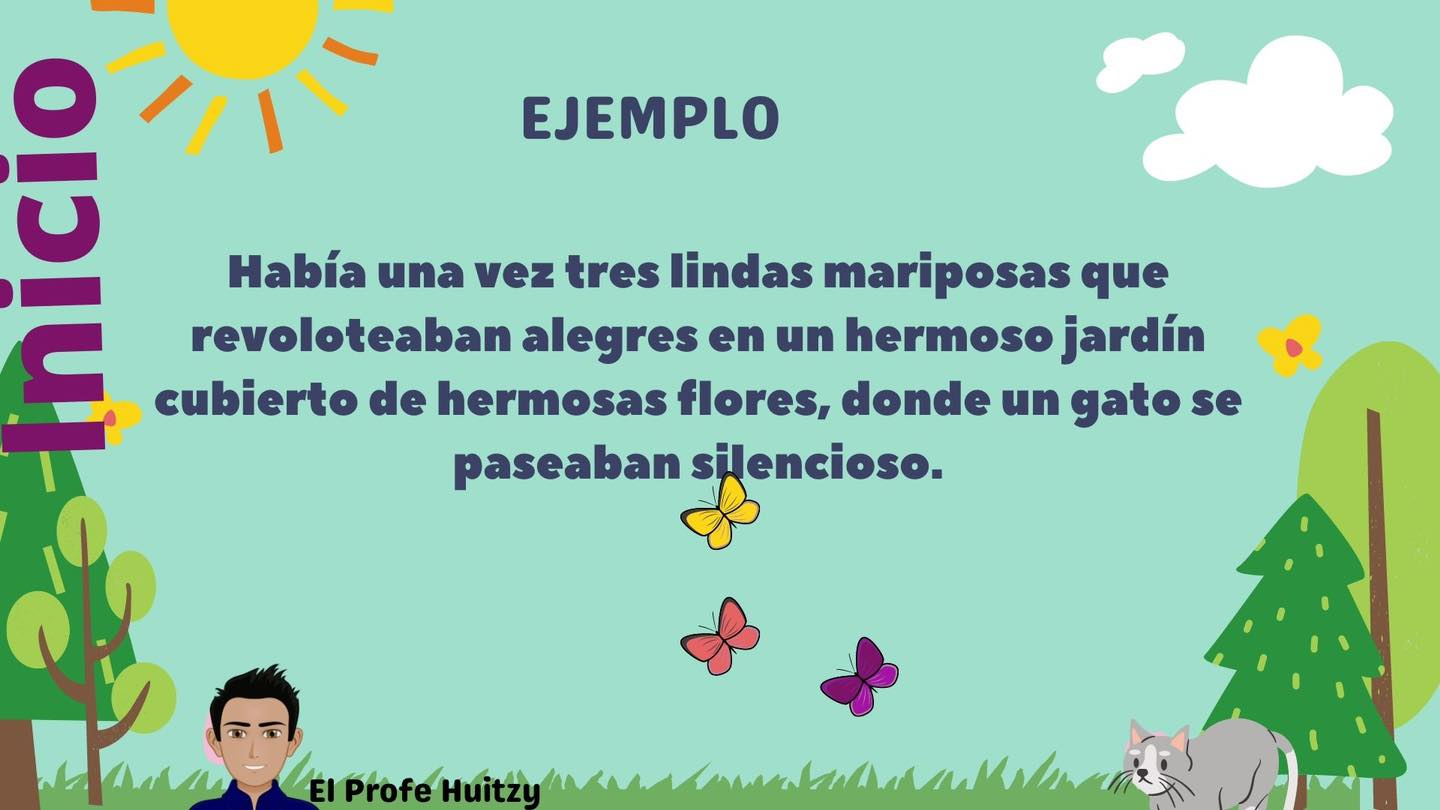 Inicio
EJEMPLO
Había una vez tres lindas mariposas que
revoloteaban alegres en un hermoso jardín
cubierto de hermosas flores, donde un gato se
paseaban silencioso.
El Profe Huitzy